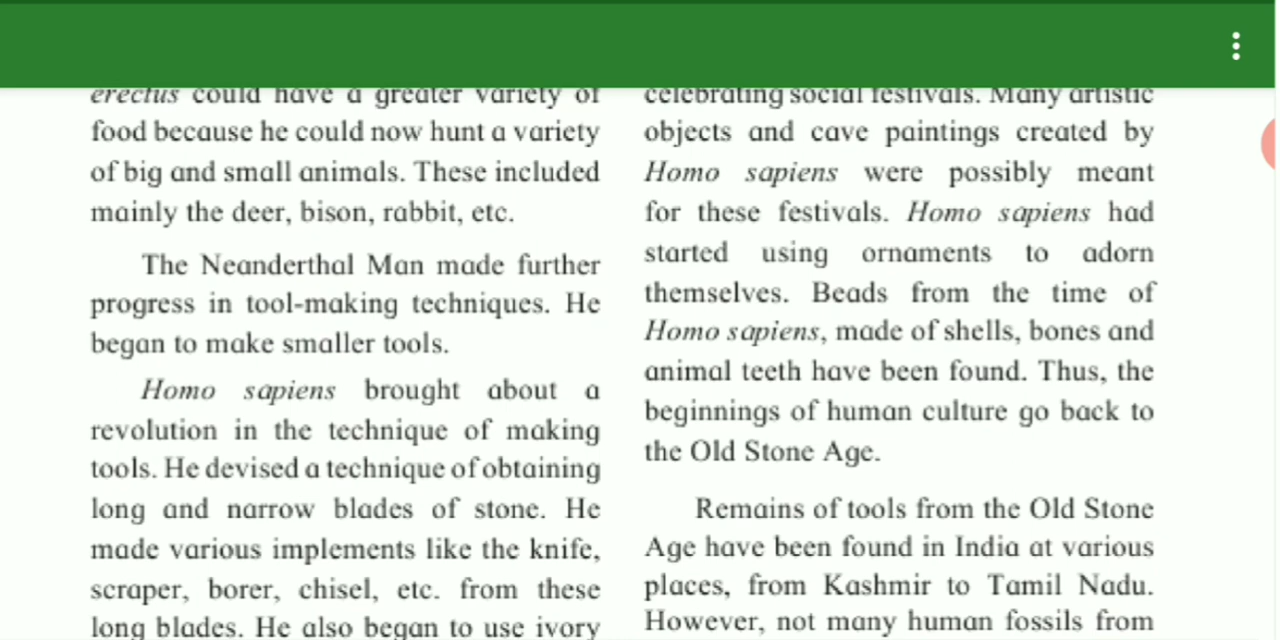 erectus could have a greater variety of
food because he could now hunt a variety
of big and small animals. These included
mainly the deer, bison, rabbit, etc.
The Neanderthal Man made further
progress in tool-making techniques. He
began to make smaller tools.
Homo sapiens brought about a
revolution in the technique of making
tools. He devised a technique of obtaining
long and narrow blades of stone. He
made various implements like the knife,
scraper, borer, chisel, etc. from these
long blades. He also began to use ivory
celebrating social festivals. Many artistic
objects and cave paintings created by
Homo sapiens were possibly meant
for these festivals. Homo sapiens had
started using ornaments to adorn
themselves. Beads from the time of
Homo sapiens, made of shells, bones and
animal teeth have been found. Thus, the
beginnings of human culture go back to
the Old Stone Age.
Remains of tools from the Old Stone
Age have been found in India at various
places, from Kashmir to Tamil Nadu.
However, not many human fossils from